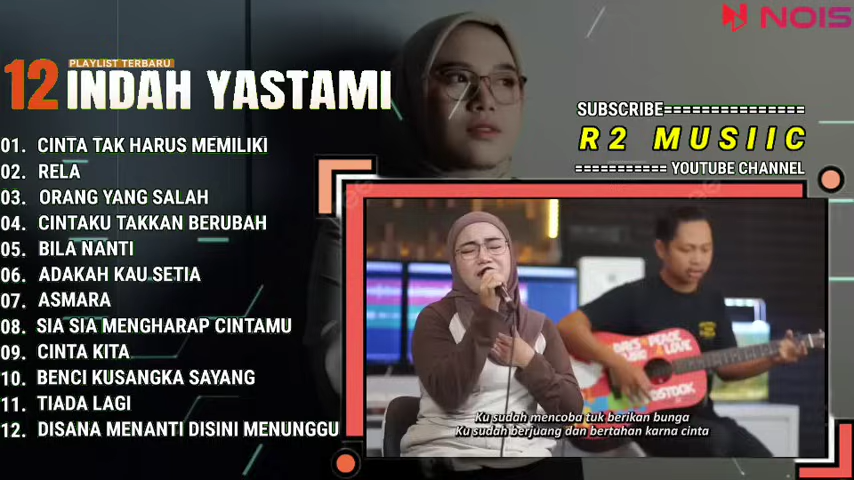 NOIS
PLAYLIST TERBARU
12 INDAH YASTAMI
SUBSCRIBE===============
R2 MUSIIC
=========== YOUTUBE CHANNEL
01. CINTA TAK HARUS MEMILIKI
02. RELA
03. ORANG YANG SALAH
04. CINTAKU TAKKAN BERUBAH
05. BILA NANTI
06. ADAKAH KAU SETIA
07. ASMARA
08. SIA SIA MENGHARAP CINTAMU
09. CINTA KITA
10. BENCI KUSANGKA SAYANG
11. TIADA LAGI
12. DISANA MENANTI DISINI MENUNGGU
PEACE
LOVE
Ku sudah mencoba tuk berikan bunga
Ku sudah berjuang dan bertahan karna cinta